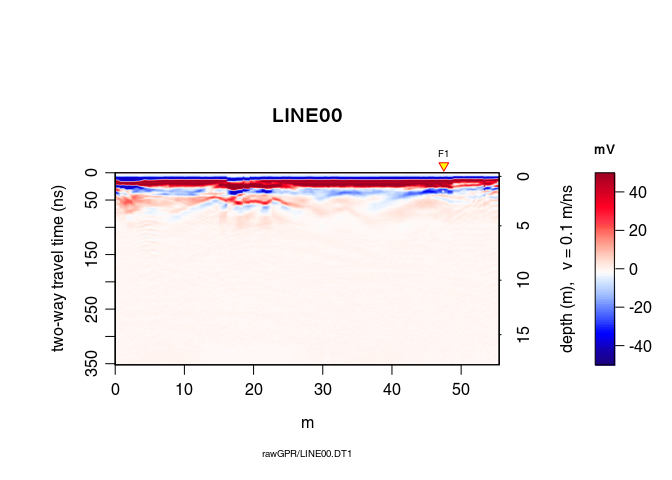 LINE00
F1
mV
0
50
150
250
350
two-way travel time (ns)
0
5
10
15
depth (m),   v = 0.1 m/ns
40
20
0
-20
-40
0
10
20
30
40
50
m
rawGPR/LINE00.DT1